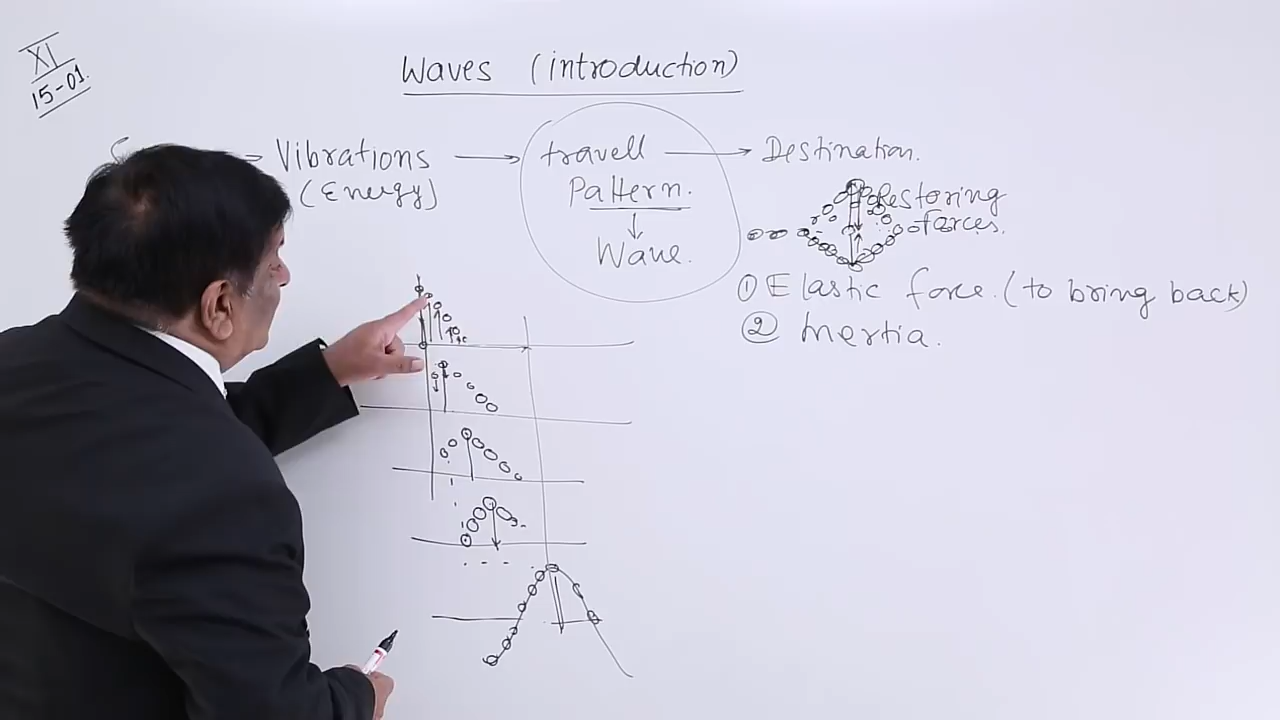 XI
15-01.
Waves (introduction)
Vibrations → travell → Destination.
(Energy) Pattern. Restoring
↓ forces.
Wave.
① Elastic force. (to bring back)
② Inertia.